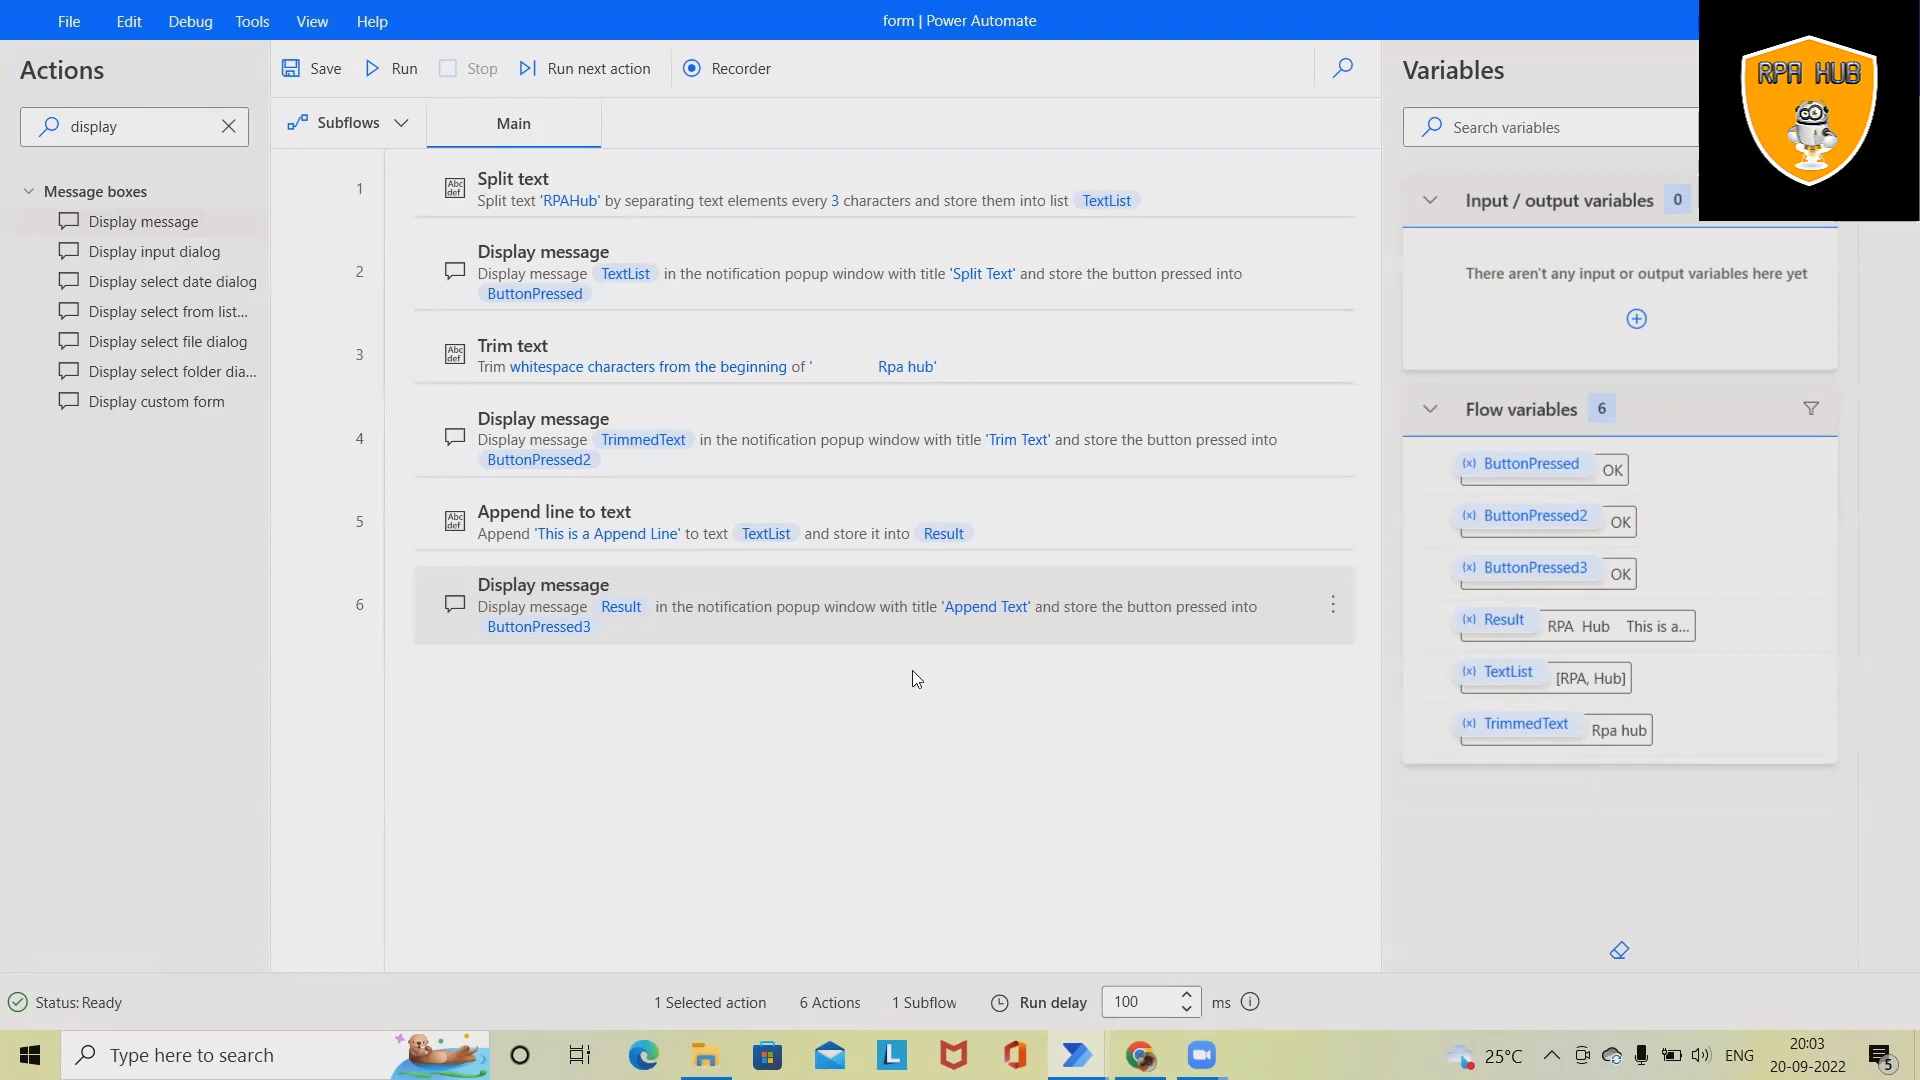 File Edit Debug Tools View Help
form | Power Automate
Actions
display
Message boxes
Display message
Display input dialog
Display select date dialog
Display select from list...
Display select file dialog
Display select folder dia...
Display custom form
Save Run Stop Run next action Recorder
Subflows Main
1 Split text
Split text 'RPAHub' by separating text elements every 3 characters and store them into list TextList
2 Display message
Display message TextList in the notification popup window with title 'Split Text' and store the button pressed into
ButtonPressed
3 Trim text
Trim whitespace characters from the beginning of ' Rpa hub'
4 Display message
Display message TrimmedText in the notification popup window with title 'Trim Text' and store the button pressed into
ButtonPressed2
5 Append line to text
Append 'This is a Append Line' to text TextList and store it into Result
6 Display message
Display message Result in the notification popup window with title 'Append Text' and store the button pressed into
ButtonPressed3
Variables
Search variables
RPA HUB
Input / output variables 0
There aren't any input or output variables here yet
Flow variables 6
(x) ButtonPressed OK
(x) ButtonPressed2 OK
(x) ButtonPressed3 OK
(x) Result RPA Hub This is a...
(x) TextList [RPA, Hub]
(x) TrimmedText Rpa hub
Status: Ready 1 Selected action 6 Actions 1 Subflow Run delay 100 ms
Type here to search
L
25°C ENG
20:03
20-09-2022
5